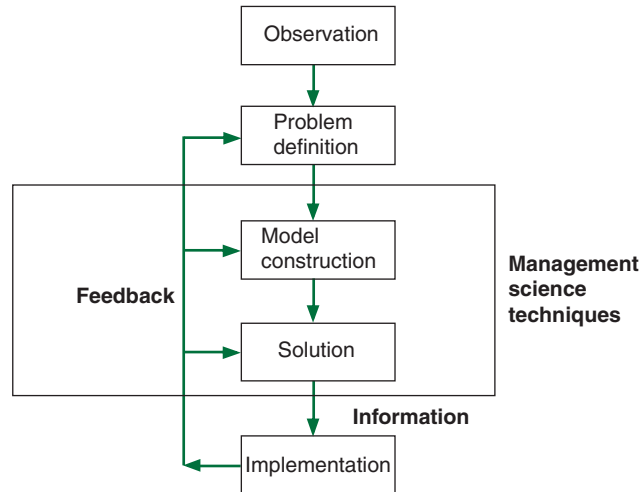 Observation
Problem
definition
Model
construction
Management
science
techniques
Feedback
Solution
Information
Implementation